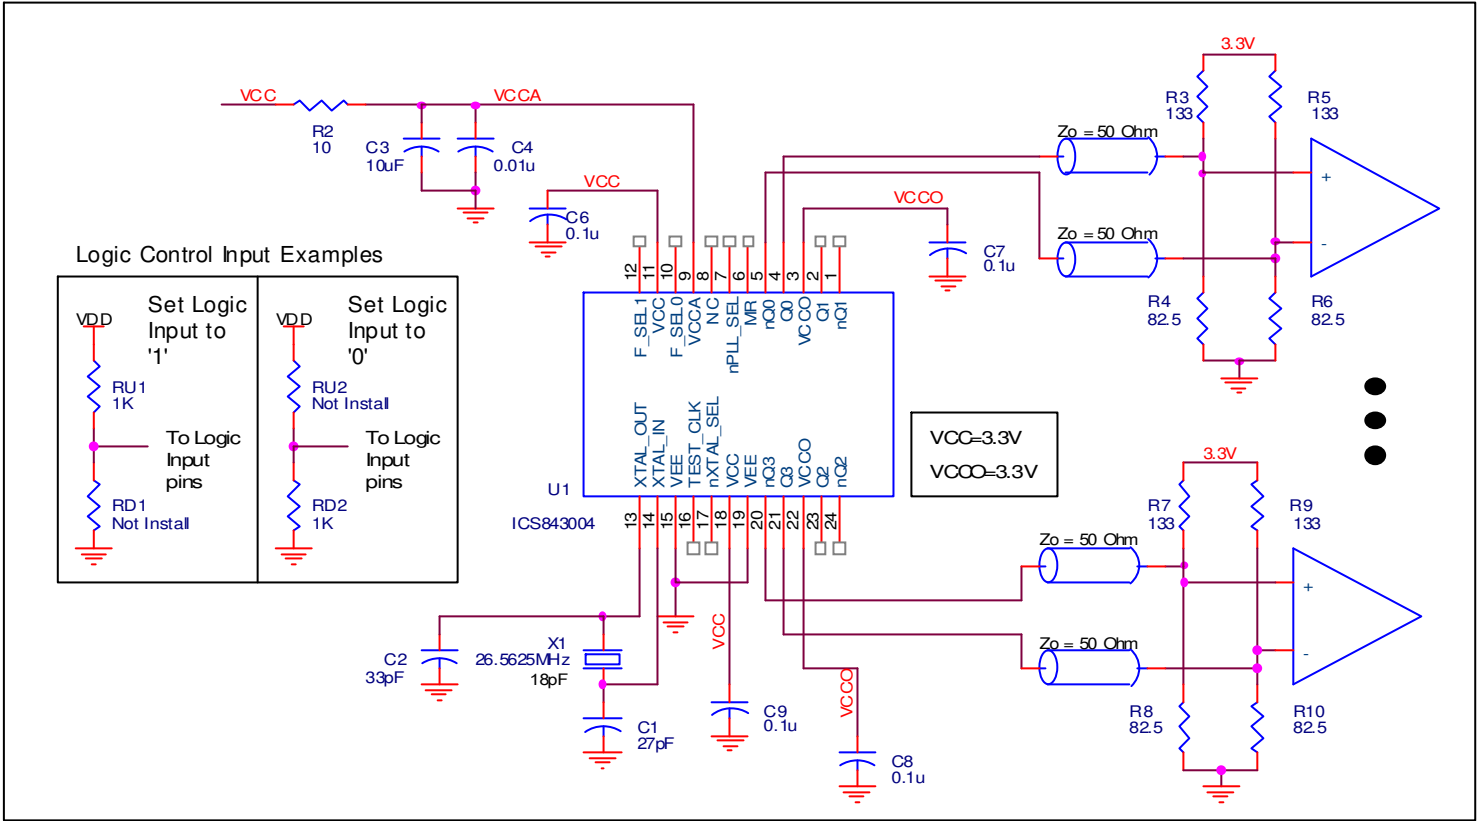 VCC
R2
10
VCCA
C3
10uF
C4
0.01u
VCC
C6
0.1u
VCCO
C7
0.1u
3.3V
R3
133
R5
133
Zo = 50 Ohm
Zo = 50 Ohm
+
-
R4
82.5
R6
82.5
Logic Control Input Examples
Set Logic
Input to
'1'
VDD
RU1
1K
To Logic
Input
pins
RD1
Not Install
Set Logic
Input to
'0'
VDD
RU2
Not Install
To Logic
Input
pins
RD2
1K
12
11
10
9
8
7
6
5
4
3
2
1
F_SEL1
VCC
F_SEL0
VCCA
NC
nPLL_SEL
MR
nQ0
Q0
VCCO
Q1
nQ1
XTAL_OUT
XTAL_IN
VEE
TEST_CLK
nXTAL_SEL
VCC
VEE
nQ3
Q3
VCCO
Q2
nQ2
U1
ICS843004
13
14
15
16
17
18
19
20
21
22
23
24
VCC=3.3V
VCCO=3.3V
3.3V
R7
133
R9
133
Zo = 50 Ohm
Zo = 50 Ohm
+
-
R8
82.5
R10
82.5
C2
33pF
X1
26.5625MHz
18pF
C1
27pF
VCC
C9
0.1u
VCCO
C8
0.1u